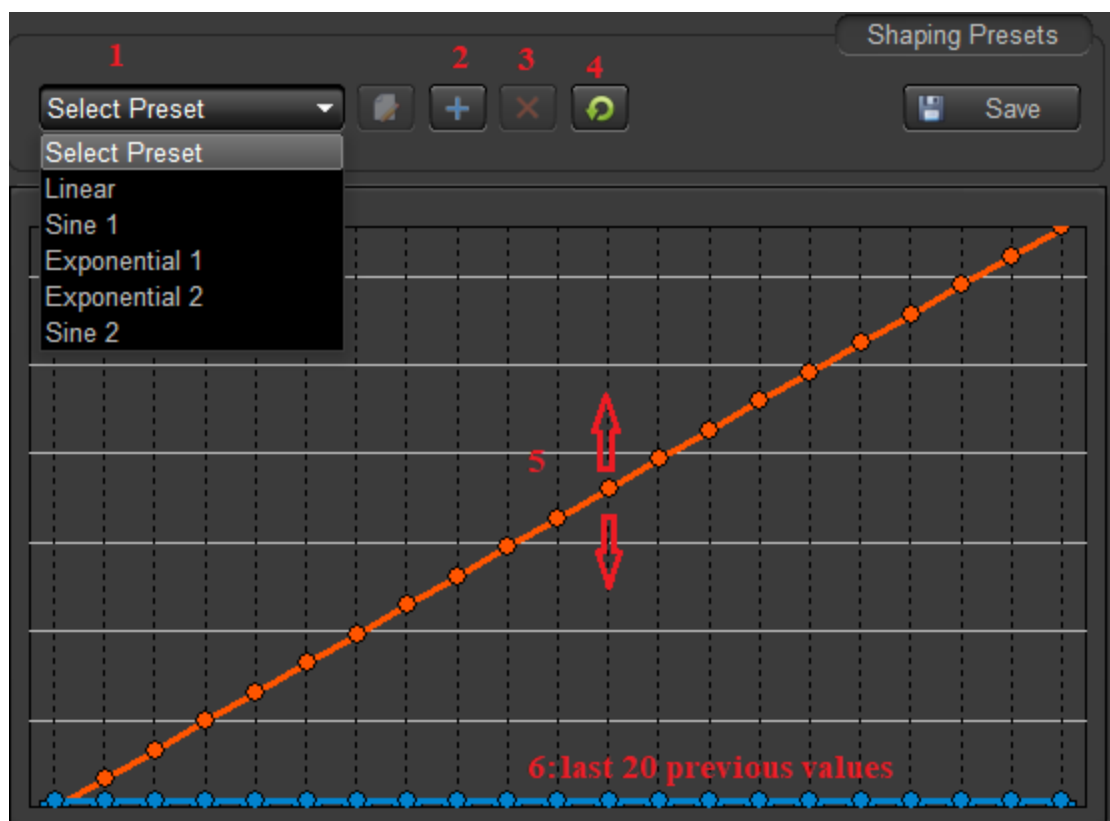 Shaping Presets
1 2 3 4
Select Preset Save
Select Preset
Linear
Sine 1
Exponential 1
Exponential 2
Sine 2
5
6:last 20 previous values